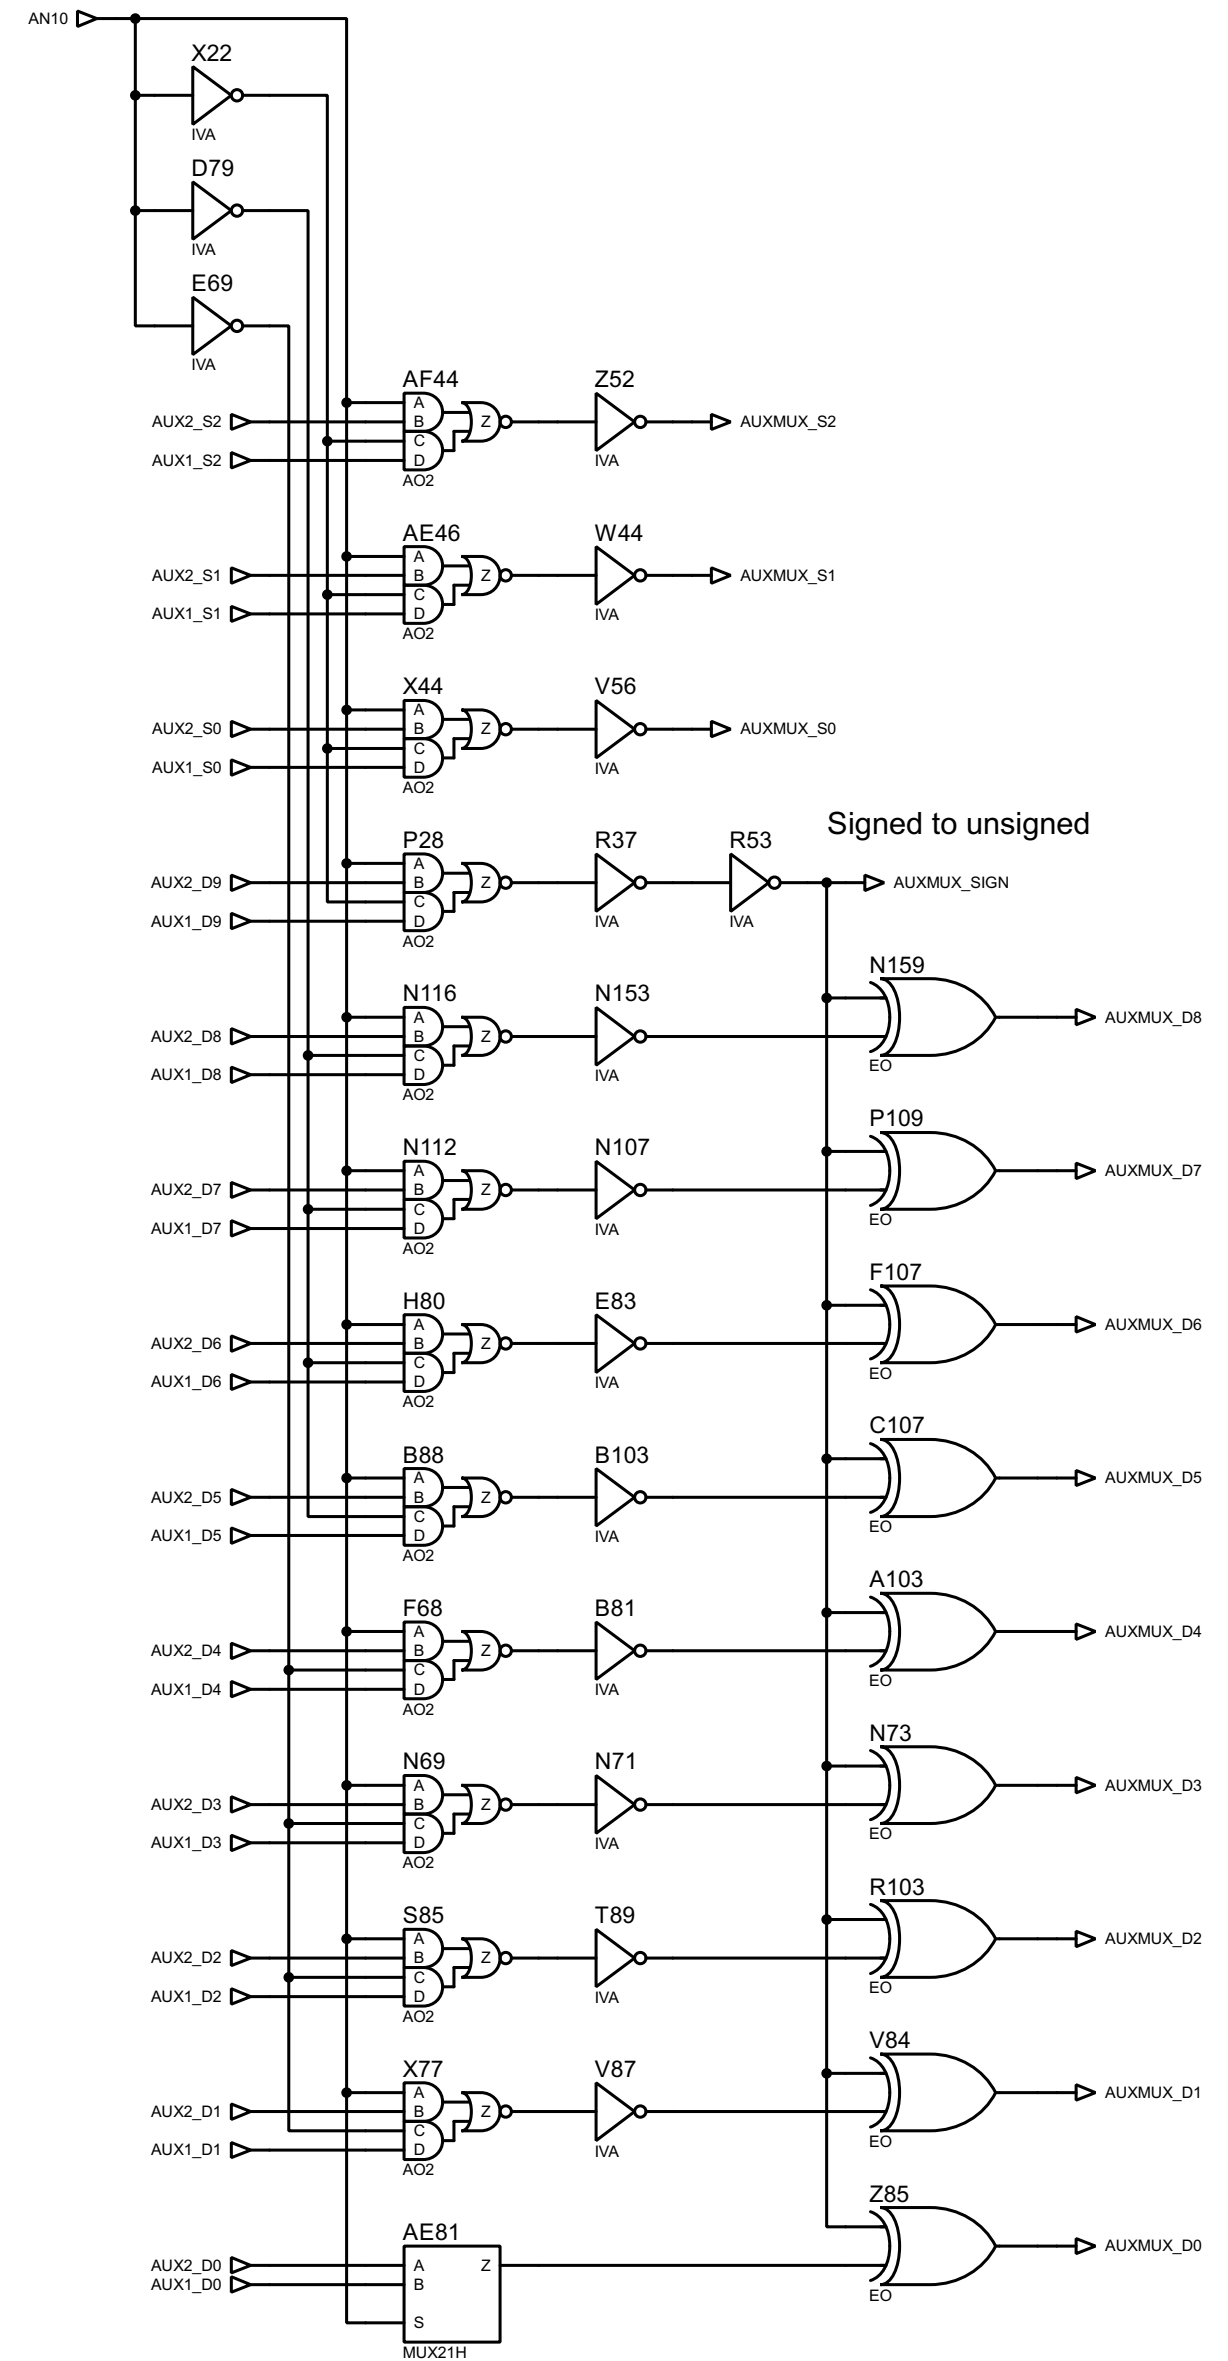 AN10
X22
IVA
D79
IVA
E69
IVA
AF44
Z52
AUX2_S2
A
B
C
D
Z
AUXMUX_S2
AUX1_S2
AO2
IVA
AE46
W44
AUX2_S1
A
B
C
D
Z
AUXMUX_S1
AUX1_S1
AO2
IVA
X44
V56
AUX2_S0
A
B
C
D
Z
AUXMUX_S0
AUX1_S0
AO2
IVA
Signed to unsigned
P28
R37
R53
AUX2_D9
A
B
C
D
Z
AUXMUX_SIGN
AUX1_D9
AO2
IVA
IVA
N159
N116
N153
AUX2_D8
A
B
C
D
Z
AUXMUX_D8
AUX1_D8
AO2
IVA
EO
P109
N112
N107
AUX2_D7
A
B
C
D
Z
AUXMUX_D7
AUX1_D7
AO2
IVA
EO
F107
H80
E83
AUX2_D6
A
B
C
D
Z
AUXMUX_D6
AUX1_D6
AO2
IVA
EO
C107
B88
B103
AUX2_D5
A
B
C
D
Z
AUXMUX_D5
AUX1_D5
AO2
IVA
EO
A103
F68
B81
AUX2_D4
A
B
C
D
Z
AUXMUX_D4
AUX1_D4
AO2
IVA
EO
N73
N69
N71
AUX2_D3
A
B
C
D
Z
AUXMUX_D3
AUX1_D3
AO2
IVA
EO
R103
S85
T89
AUX2_D2
A
B
C
D
Z
AUXMUX_D2
AUX1_D2
AO2
IVA
EO
V84
X77
V87
AUX2_D1
A
B
C
D
Z
AUXMUX_D1
AUX1_D1
AO2
IVA
EO
Z85
AE81
AUX2_D0
AUX1_D0
A
B
S
Z
AUXMUX_D0
EO
MUX21H